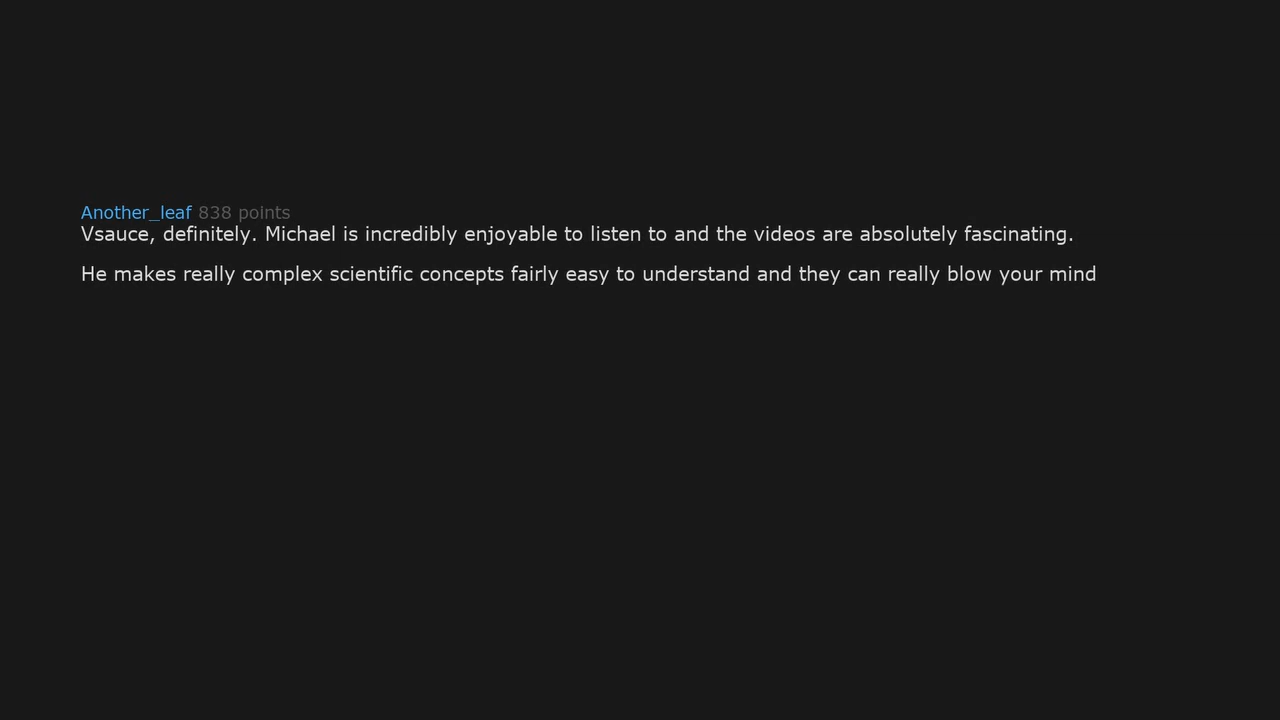 Another_leaf 838 points
Vsauce, definitely. Michael is incredibly enjoyable to listen to and the videos are absolutely fascinating.
He makes really complex scientific concepts fairly easy to understand and they can really blow your mind